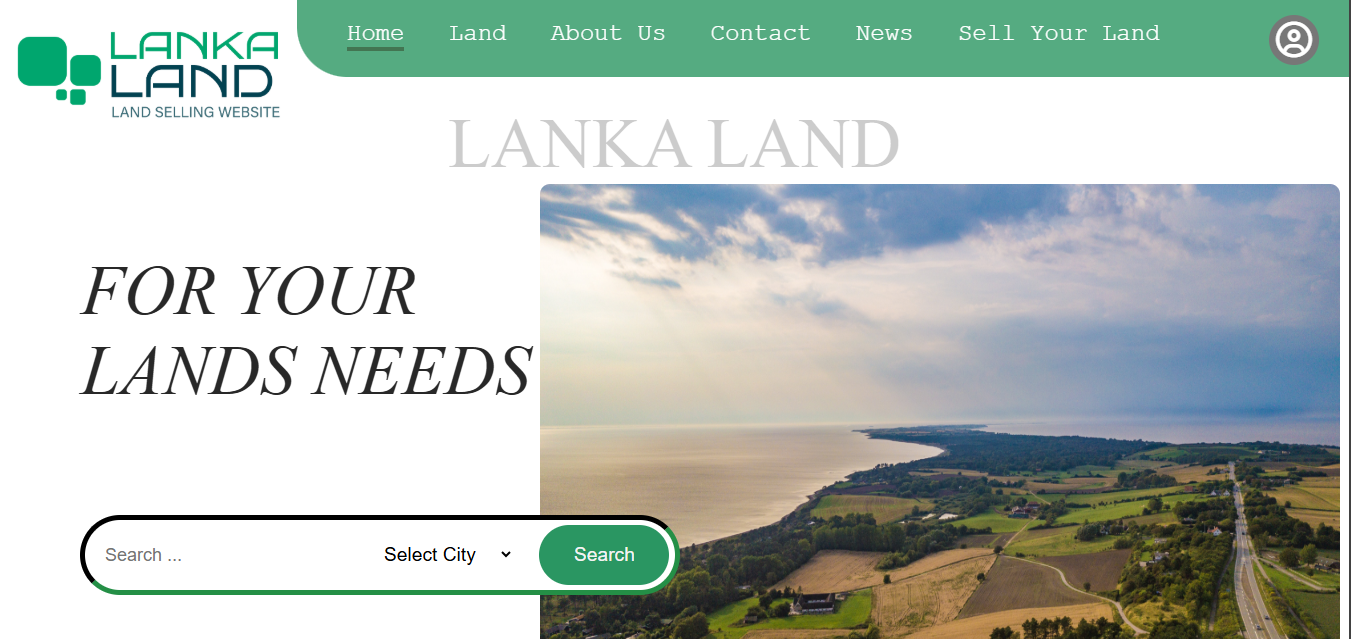 LANKA
LAND
LAND SELLING WEBSITE
Home Land About Us Contact News Sell Your Land
LANKA LAND
FOR YOUR
LANDS NEEDS
Search ... Select City Search